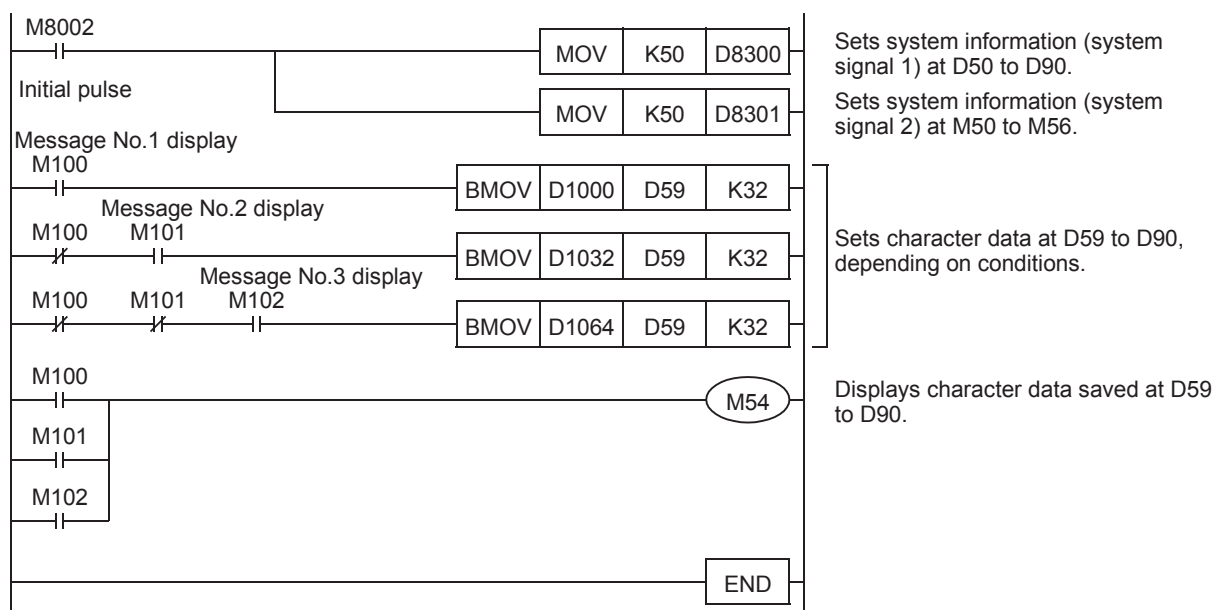 M8002
MOV K50 D8300
Sets system information (system
signal 1) at D50 to D90.
Initial pulse
MOV K50 D8301
Sets system information (system
signal 2) at M50 to M56.
Message No.1 display
M100
BMOV D1000 D59 K32
Message No.2 display
M100 M101
BMOV D1032 D59 K32
Sets character data at D59 to D90,
depending on conditions.
Message No.3 display
M100 M101 M102
BMOV D1064 D59 K32
M100
M54
Displays character data saved at D59
to D90.
M101
M102
END